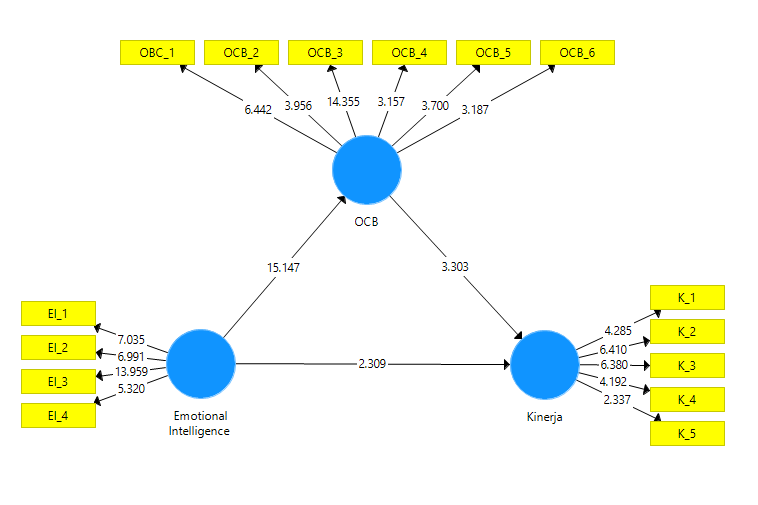 OBC_1 OCB_2 OCB_3 OCB_4 OCB_5 OCB_6
6.442 3.956 14.355 3.157 3.700 3.187
OCB
15.147 3.303
EI_1
EI_2
EI_3
EI_4
7.035
6.991
13.959
5.320
Emotional
Intelligence
2.309
Kinerja
4.285
6.410
6.380
4.192
2.337
K_1
K_2
K_3
K_4
K_5